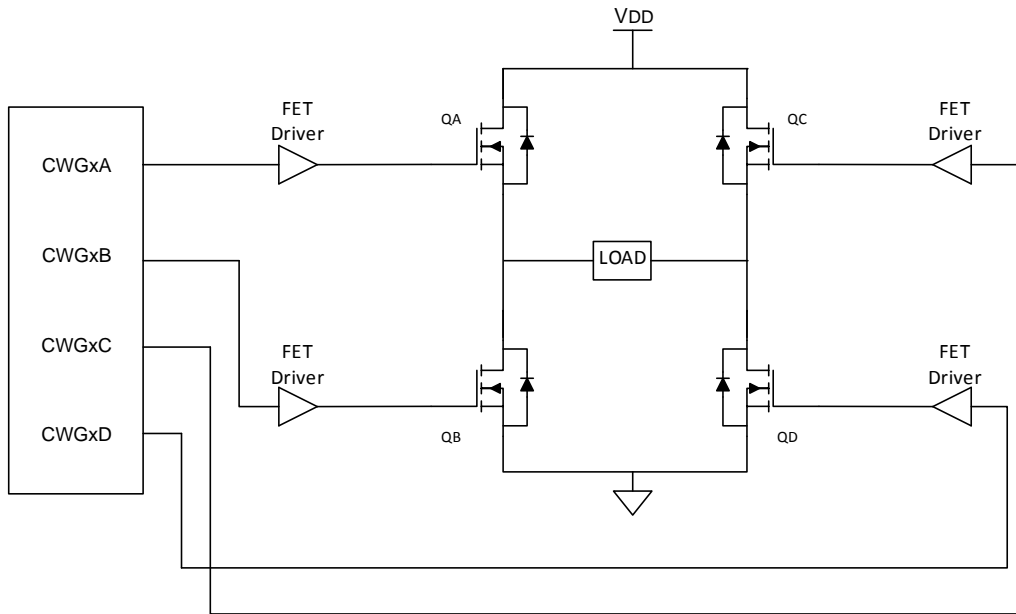 VDD
FET
Driver
QA
QC
FET
Driver
CWGxA
CWGxB
LOAD
CWGxC
FET
Driver
FET
Driver
CWGxD
QB
QD